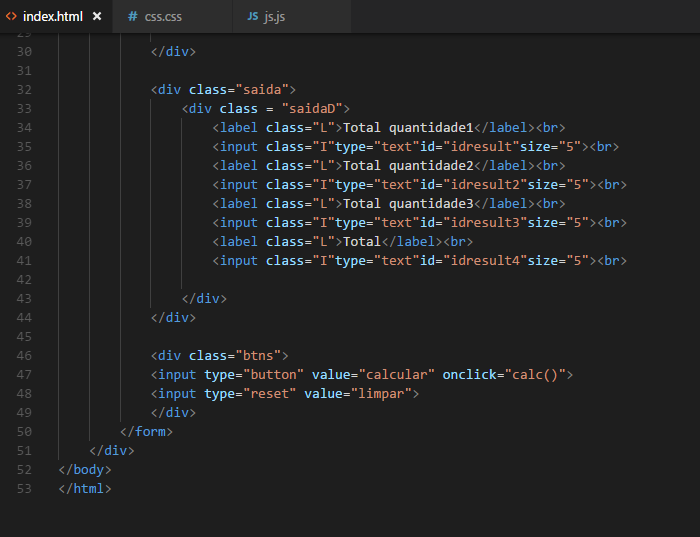 <> index.html ×
# css.css
JS js.js
29
30 </div>
31
32 <div class="saida">
33 <div class = "saidaD">
34 <label class="L">Total quantidade1</label><br>
35 <input class="I"type="text"id="idresult"size="5"><br>
36 <label class="L">Total quantidade2</label><br>
37 <input class="I"type="text"id="idresult2"size="5"><br>
38 <label class="L">Total quantidade3</label><br>
39 <input class="I"type="text"id="idresult3"size="5"><br>
40 <label class="L">Total</label><br>
41 <input class="I"type="text"id="idresult4"size="5"><br>
42
43 </div>
44 </div>
45
46 <div class="btns">
47 <input type="button" value="calcular" onclick="calc()">
48 <input type="reset" value="limpar">
49 </div>
50 </form>
51 </div>
52 </body>
53 </html>